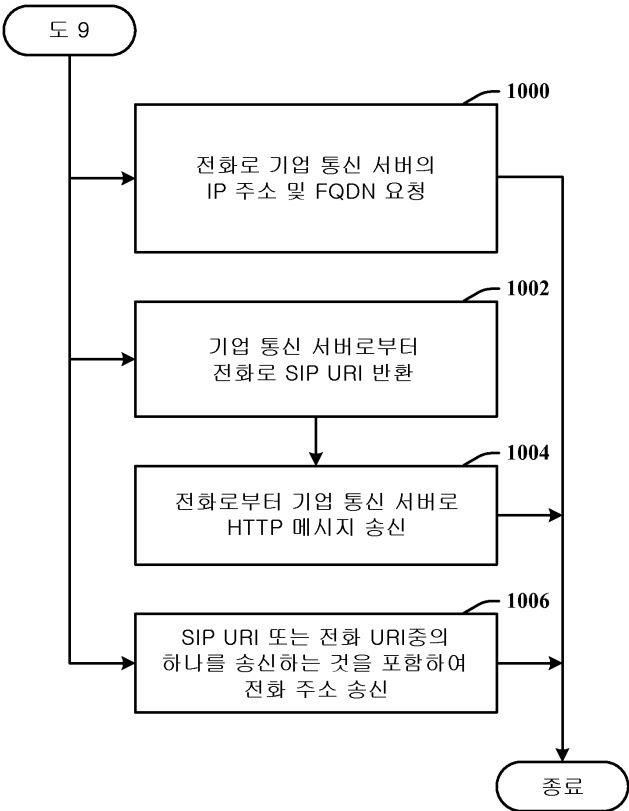 도 9
1000
전화로 기업 통신 서버의
IP 주소 및 FQDN 요청
1002
기업 통신 서버로부터
전화로 SIP URI 반환
1004
전화로부터 기업 통신 서버로
HTTP 메시지 송신
1006
SIP URI 또는 전화 URI중의
하나를 송신하는 것을 포함하여
전화 주소 송신
종료